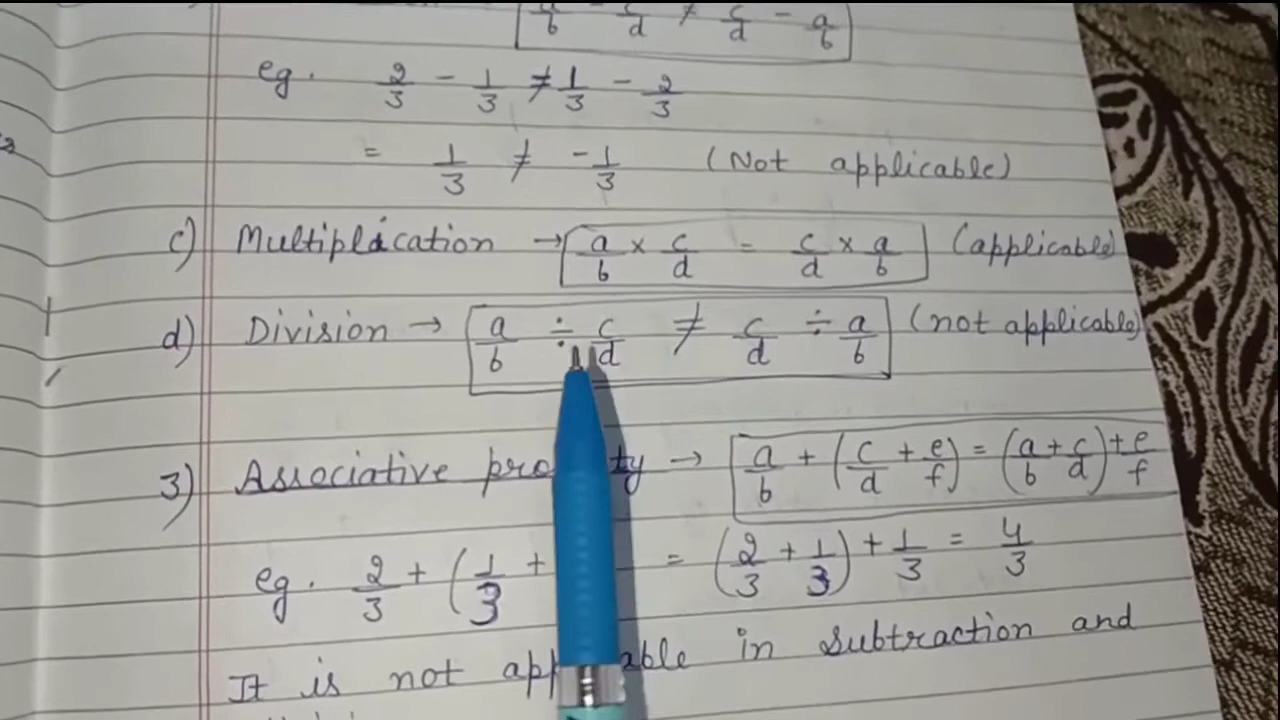 a/b - c/d ≠ c/d - a/b
eg. 2/3 - 1/3 ≠ 1/3 - 2/3
= 1/3 ≠ -1/3 (Not applicable)
c) Multiplication → a/b × c/d = c/d × a/b (applicable)
d) Division → a/b ÷ c/d ≠ c/d ÷ a/b (not applicable)
3) Associative → a/b + (c/d + e/f) = (a/b + c/d) + e/f
eg. 2/3 + (1/3 + = (2/3 + 1/3) + 1/3 = 4/3
It is not in subtraction and